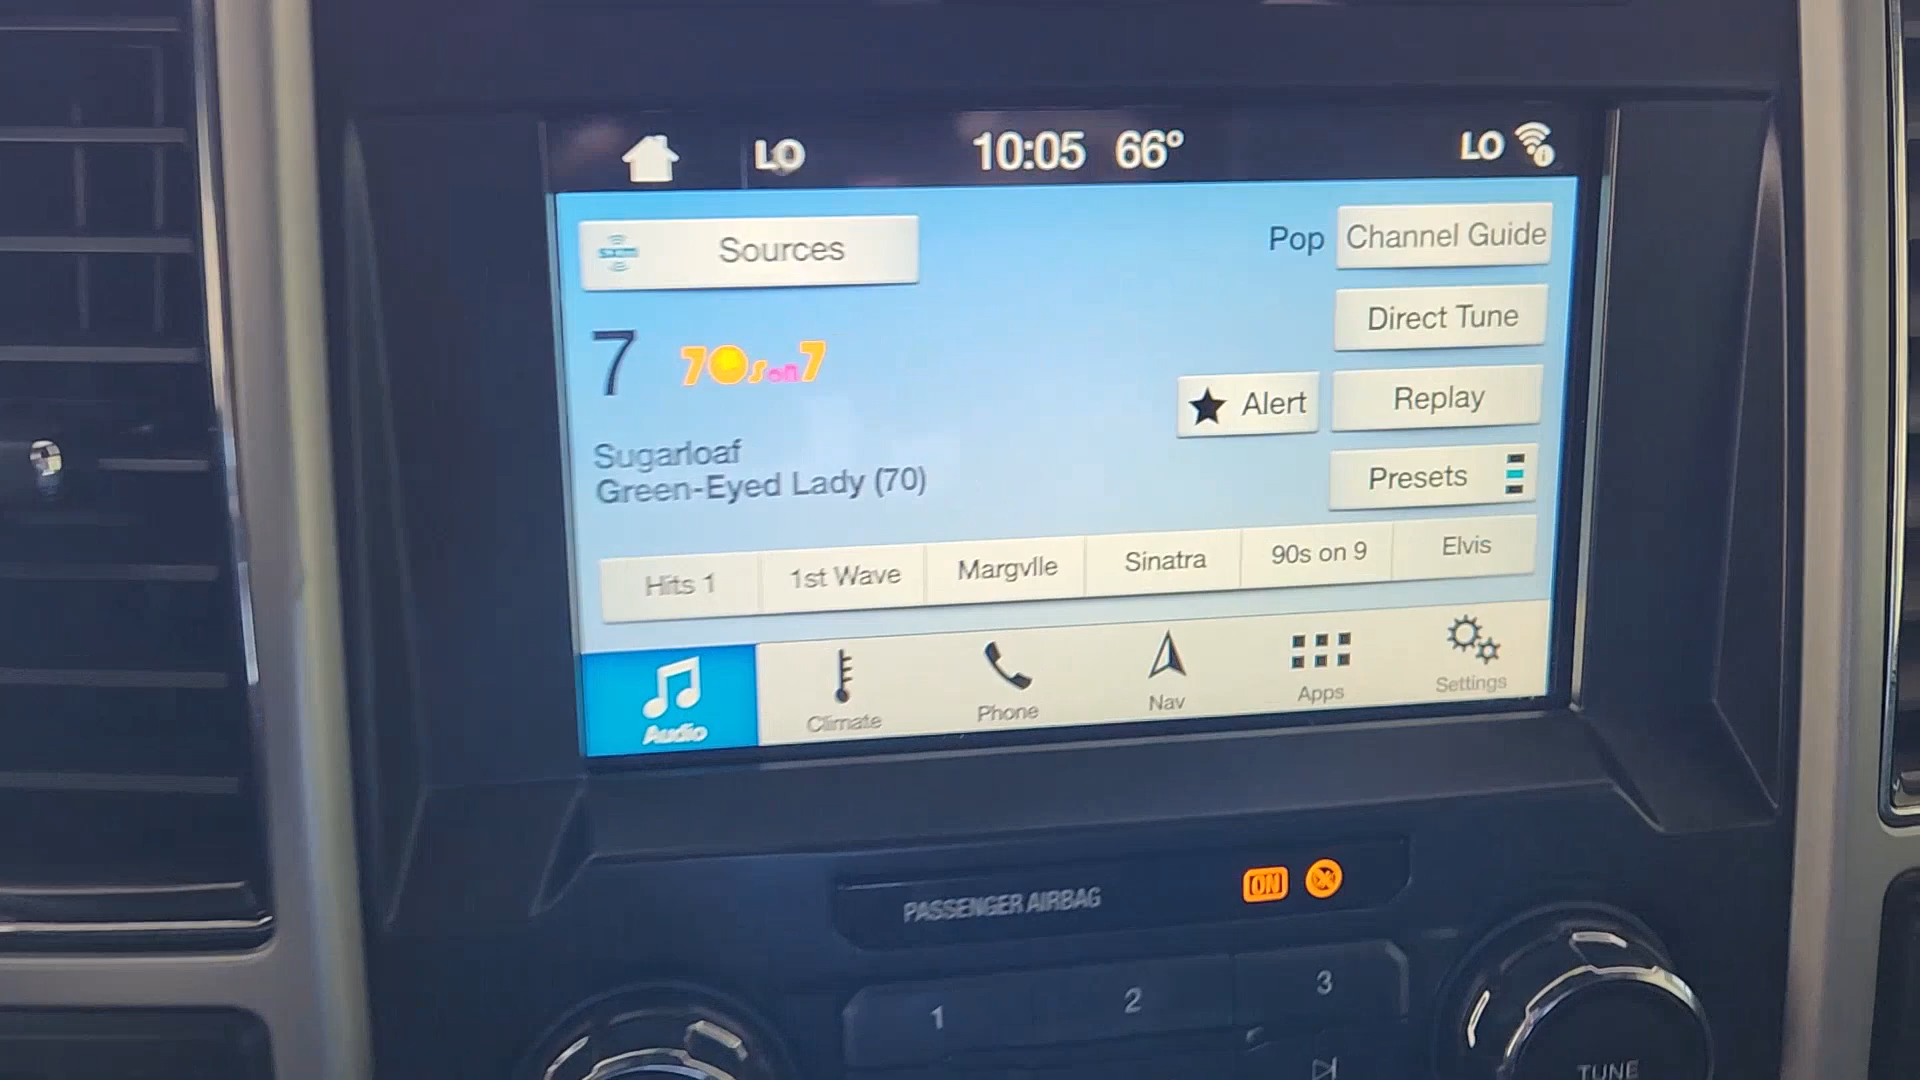 LO 10:05 66° LO
sxm Sources
Pop Channel Guide
Direct Tune
7 70s on 7
Alert Replay
Sugarloaf
Green-Eyed Lady (70)
Presets
Hits 1 1st Wave Margvlle Sinatra 90s on 9 Elvis
Audio Climate Phone Nav Apps Settings
PASSENGER AIRBAG ON
1 2 3
TUNE